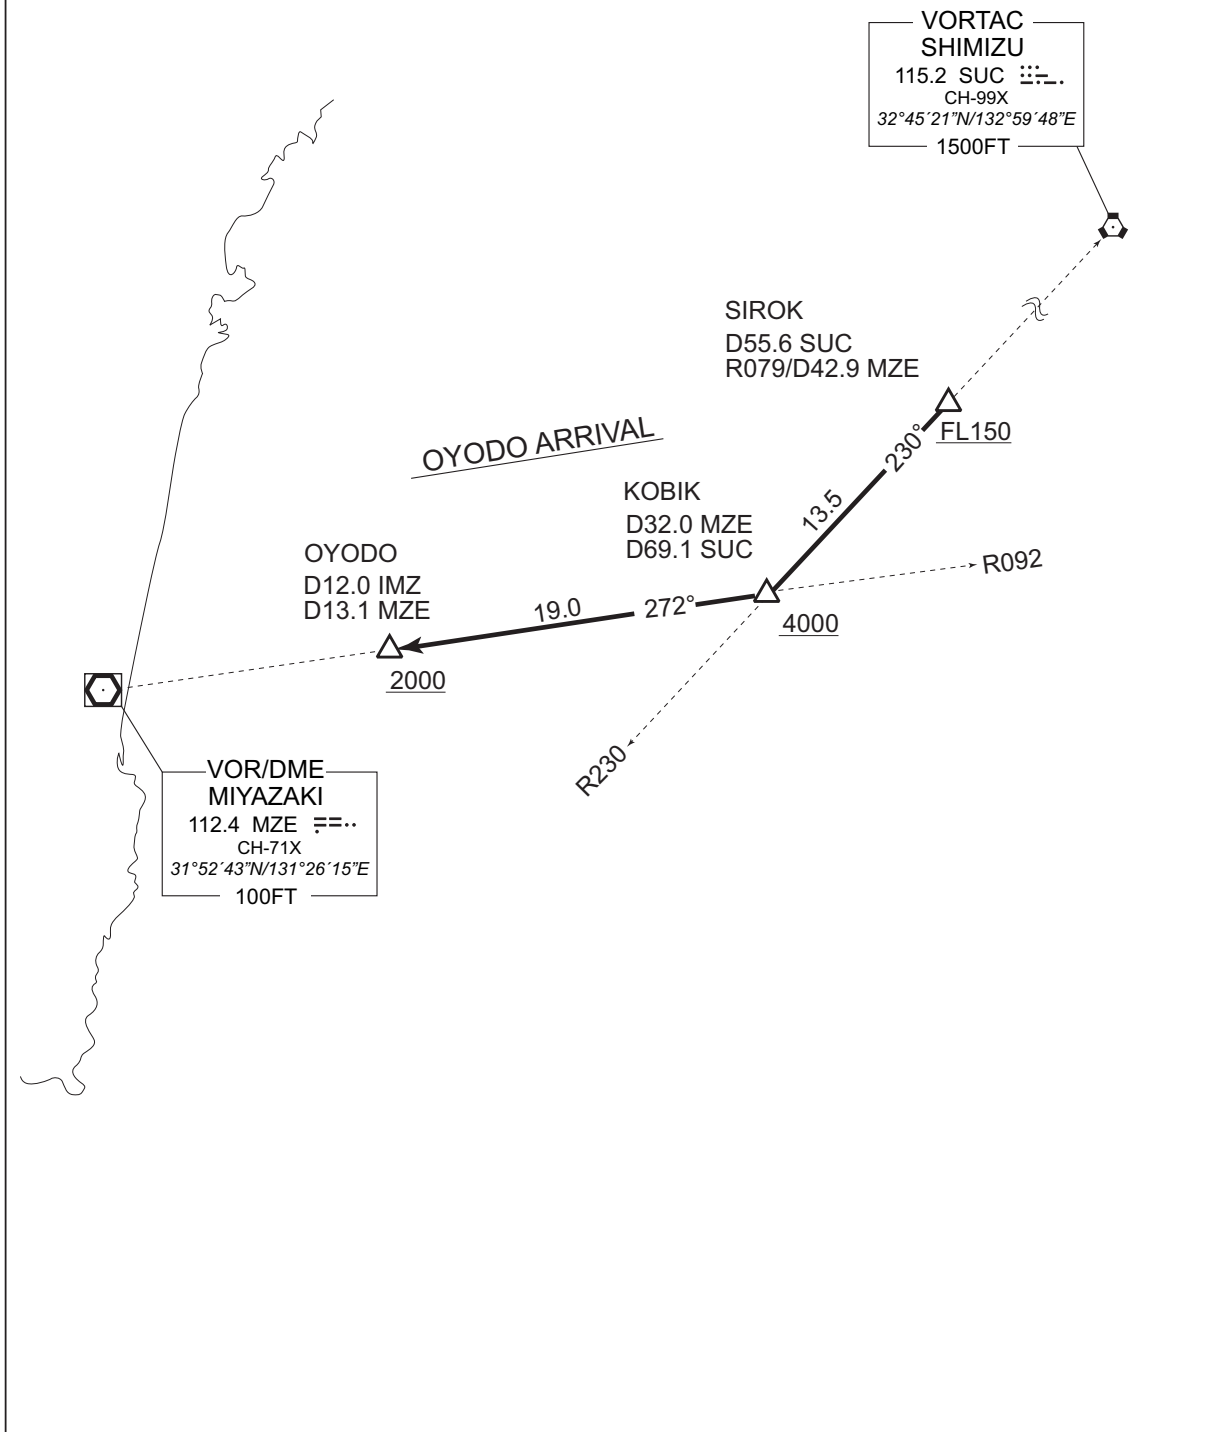 VORTAC
SHIMIZU
115.2 SUC
CH-99X
32°45´21”N/132°59´48”E
1500FT
SIROK
D55.6 SUC
R079/D42.9 MZE
FL150
230°
13.5
OYODO ARRIVAL
KOBIK
D32.0 MZE
D69.1 SUC
R092
4000
OYODO
D12.0 IMZ
D13.1 MZE
19.0 272°
2000
R230
VOR/DME
MIYAZAKI
112.4 MZE
CH-71X
31°52´43”N/131°26´15”E
100FT